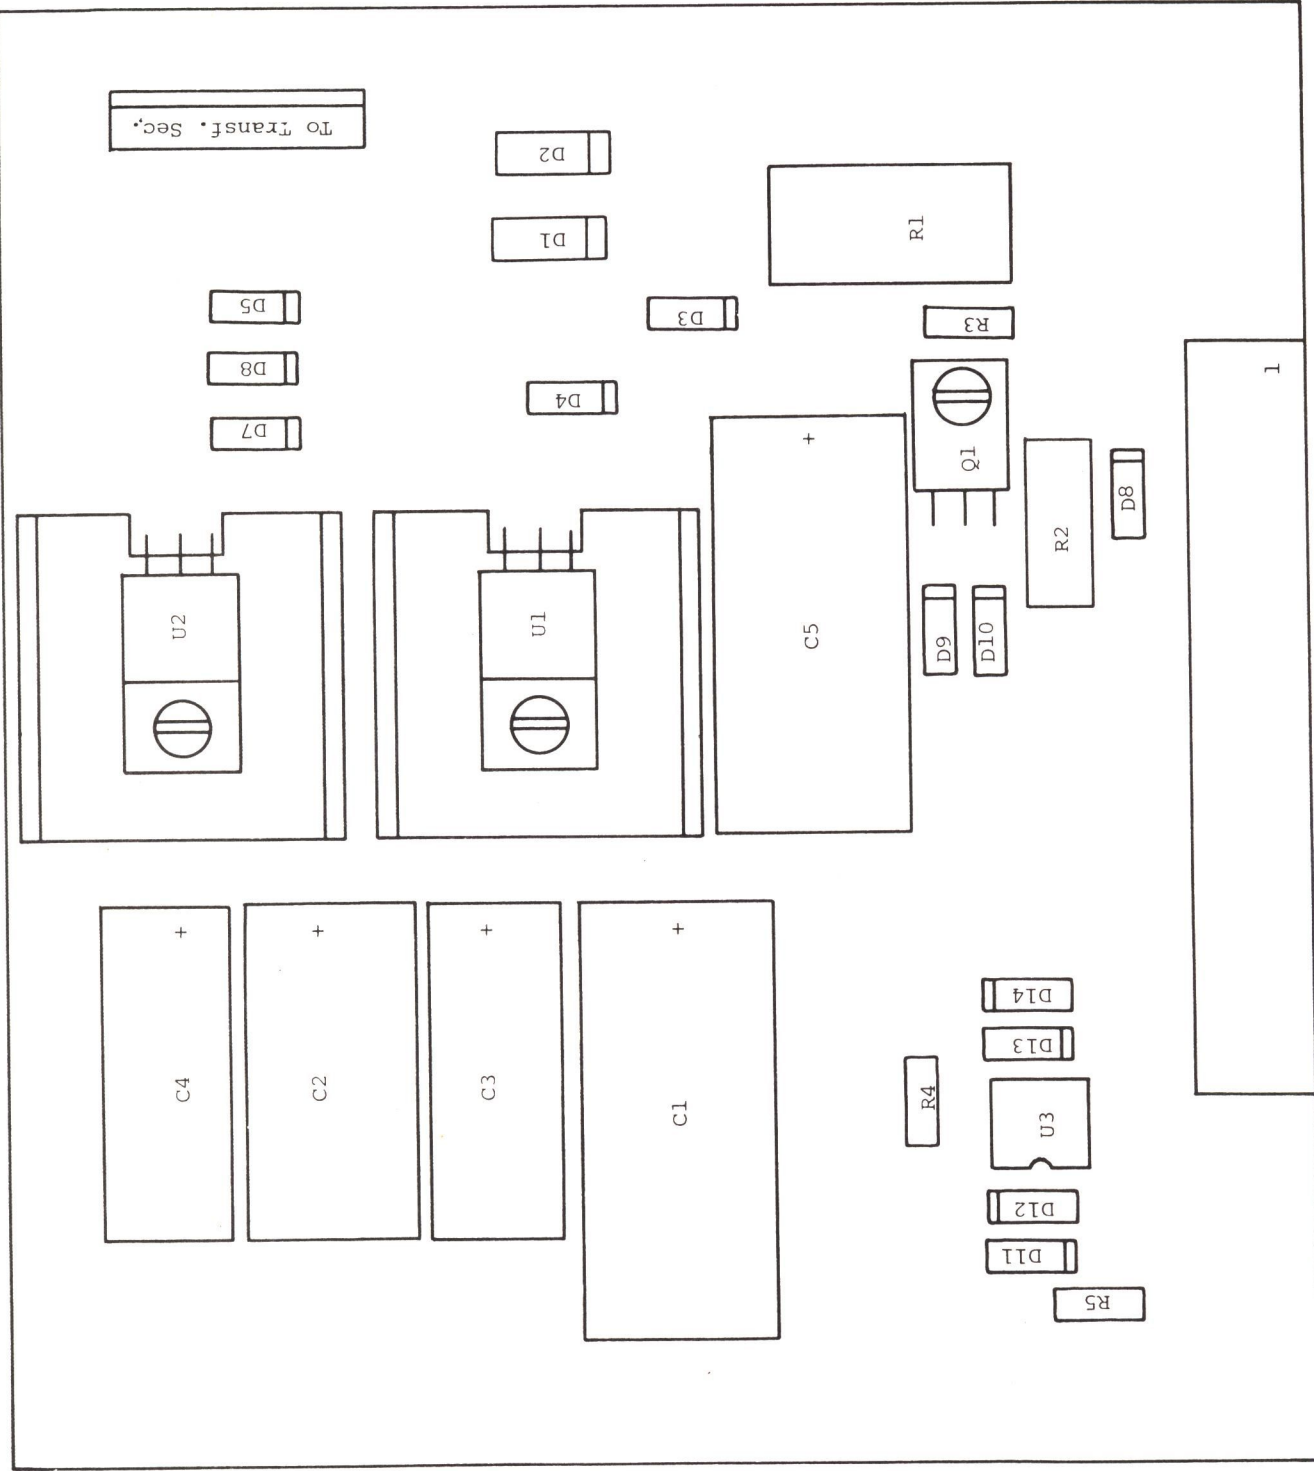 To Transf. Sec,
D2
D1
R1
D5
D3
R3
D8
1
D4
D7
+
Q1
D8
R2
U2
U1
C5
D9
D10
+
+
+
+
D14
D13
C4
C2
C3
C1
R4
U3
D12
D11
R5